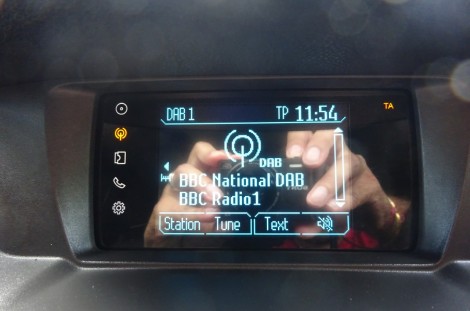 DAB 1 TP 11:54 TA
DAB
BBC National DAB
BBC Radio1
Station Tune Text